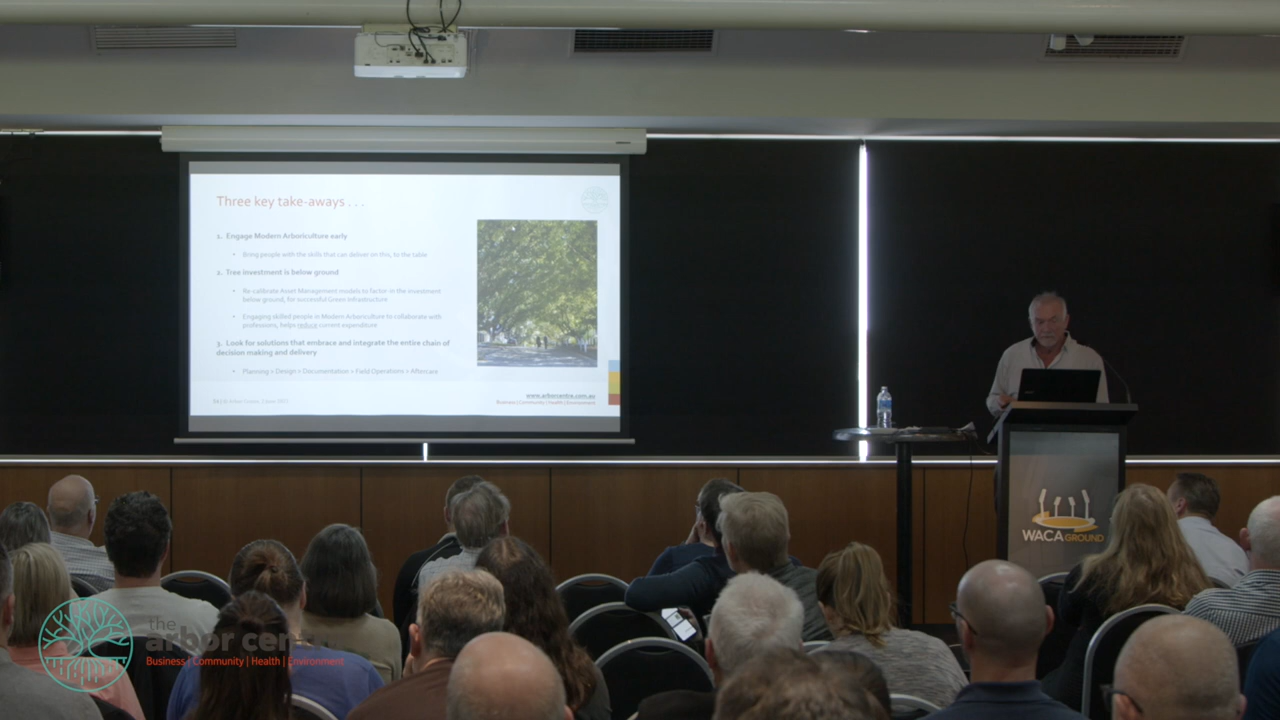 Three key take-aways . . .
1. Engage Modern Arboriculture early
• Bring people with the skills that can deliver on this, to the table
2. Tree investment is below ground
• Re-calibrate Asset Management models to factor in the investment
below ground, for successful Green Infrastructure
• Engaging skilled people in Modern Arboriculture to collaborate with
professions, helps reduce current expenditure
3. Look for solutions that embrace and integrate the entire chain of
decision making and delivery
• Planning > Design > Documentation > Field Operations > Aftercare
www.arborcentre.com.au
Business | Community | Health | Environment
WACA GROUND
the
arbor centre
Business | Community | Health | Environment